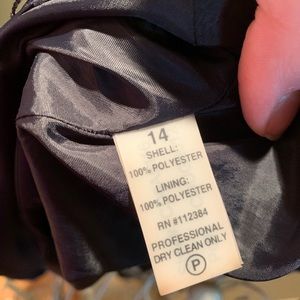 14
SHELL:
100% POLYESTER
LINING:
100% POLYESTER
RN #112384
PROFESSIONAL
DRY CLEAN ONLY
P